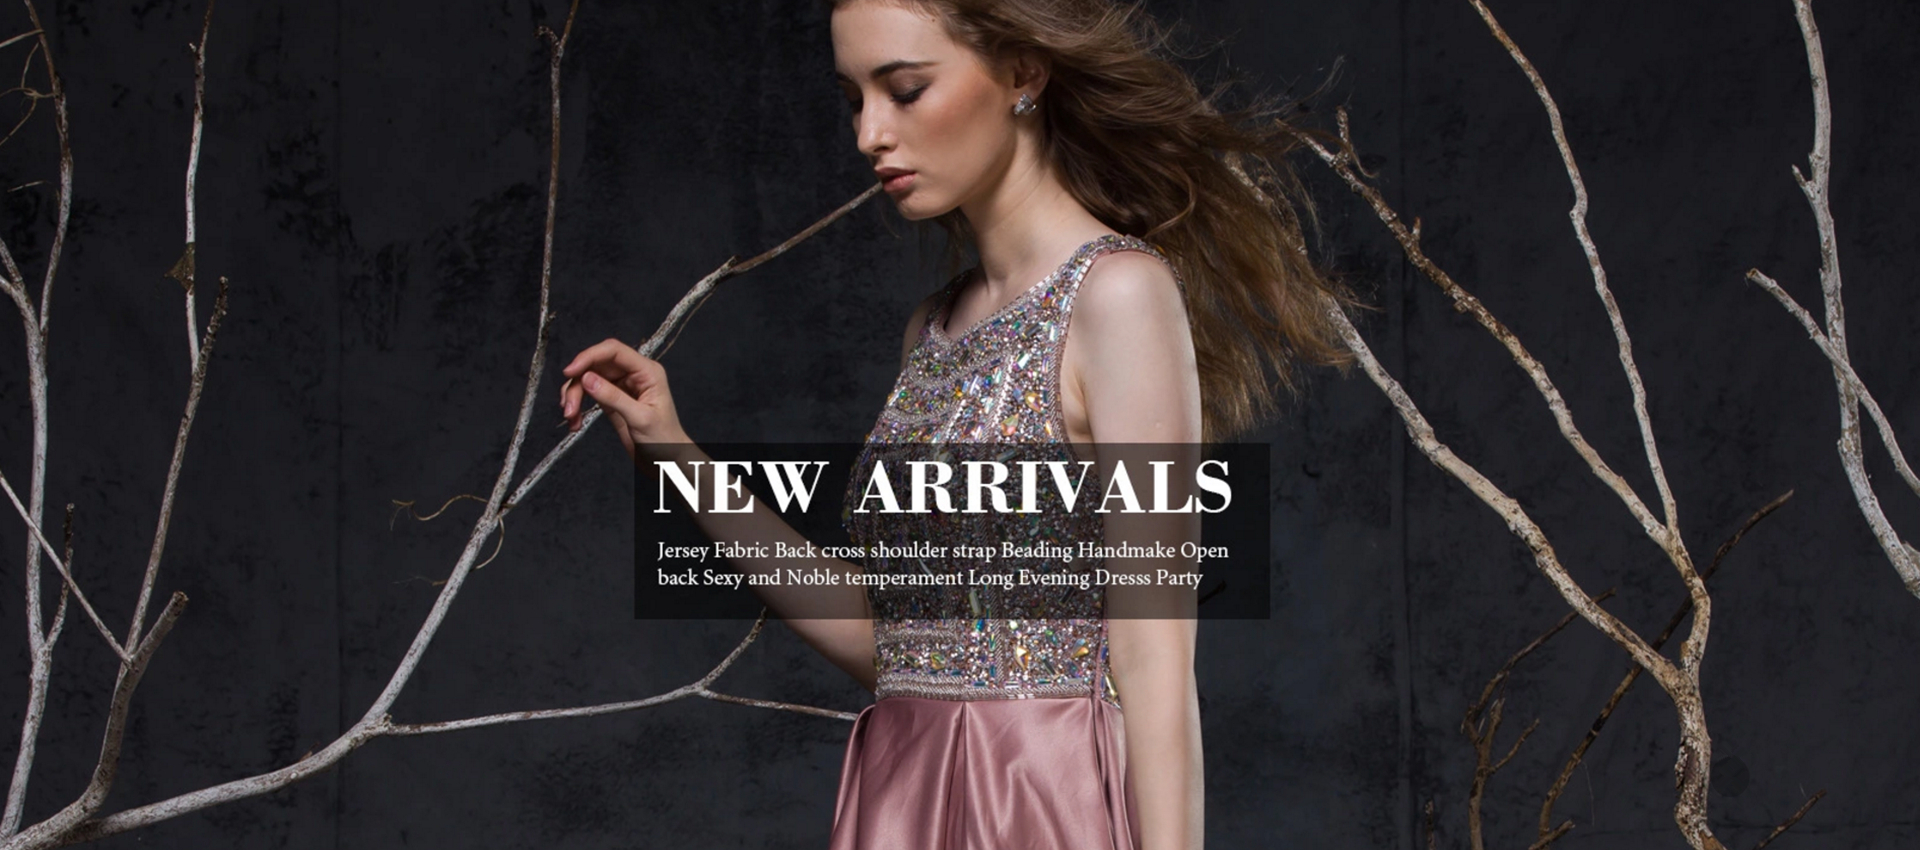 NEW ARRIVALS
Jersey Fabric Back cross shoulder strap Beading Handmake Open
back Sexy and Noble temperament Long Evening Dresss Party